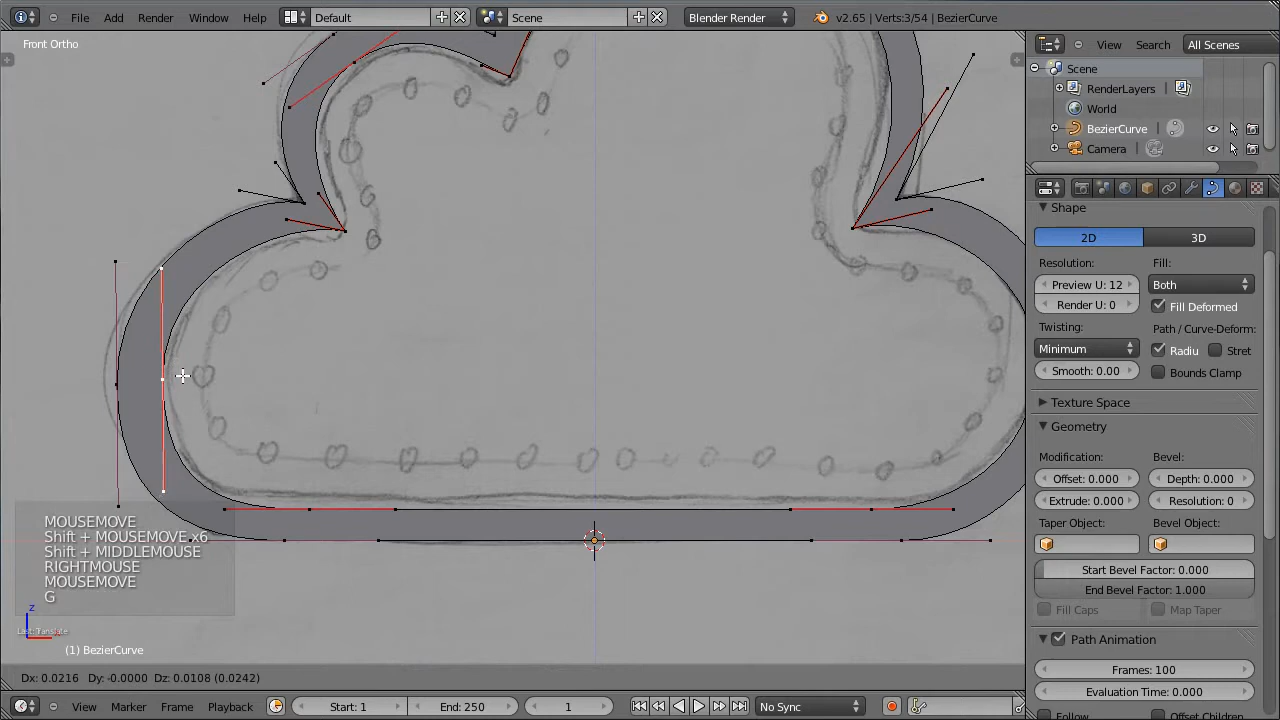 File Add Render Window Help Default Scene Blender Render v2.65 | Verts:3/54 | BezierCurve
Front Ortho
View Search All Scenes
Scene
RenderLayers
World
BezierCurve
Camera
Shape
2D 3D
Resolution: Fill:
Preview U: 12 Both
Render U: 0 Fill Deformed
Twisting: Path / Curve-Deform:
Minimum Radiu Stret
Smooth: 0.00 Bounds Clamp
Texture Space
Geometry
Modification: Bevel:
Offset: 0.000 Depth: 0.000
Extrude: 0.000 Resolution: 0
Taper Object: Bevel Object:
Start Bevel Factor: 0.000
End Bevel Factor: 1.000
Fill Caps Map Taper
Path Animation
Frames: 100
Evaluation Time: 0.000
Follow Offset Children
MOUSEMOVE
Shift + MOUSEMOVE x6
Shift + MIDDLEMOUSE
RIGHTMOUSE
MOUSEMOVE
G
z
Last: Translate
(1) BezierCurve
Dx: 0.0216 Dy: -0.0000 Dz: 0.0108 (0.0242)
View Marker Frame Playback Start: 1 End: 250 1 No Sync